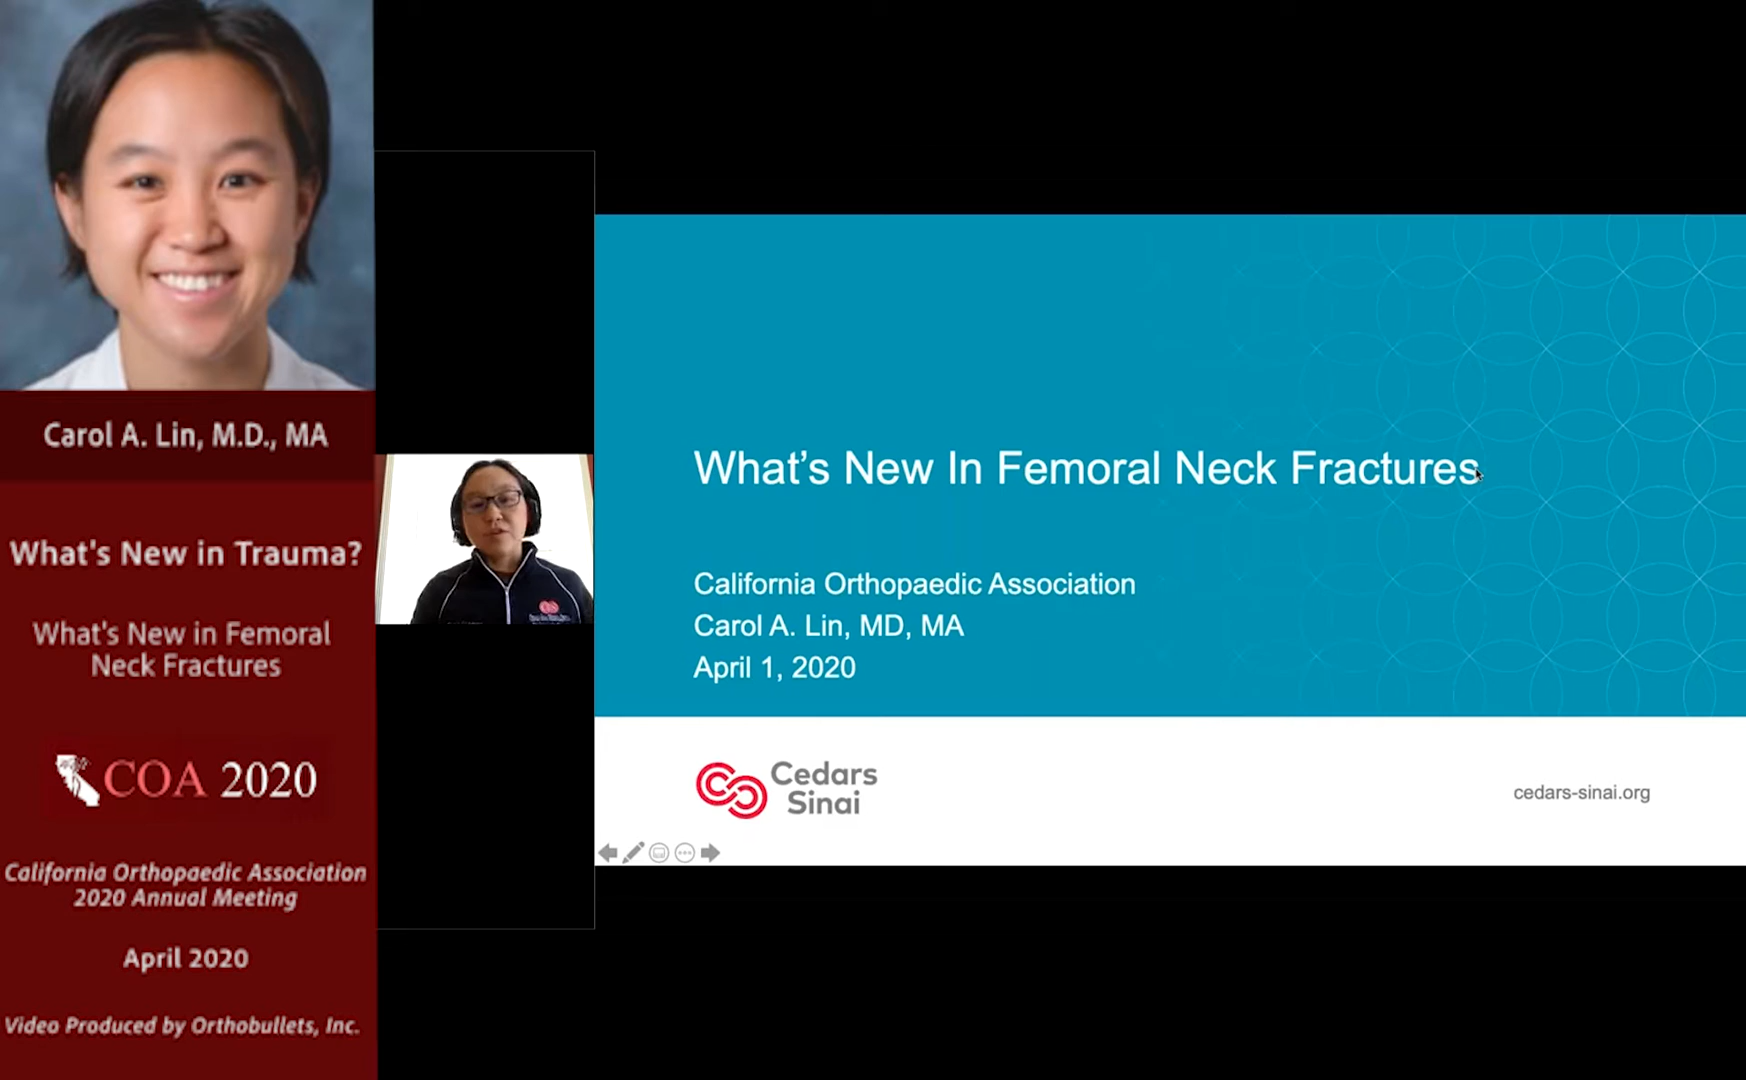 Carol A. Lin, M.D., MA
What's New in Trauma?
What's New in Femoral
Neck Fractures
COA 2020
California Orthopaedic Association
2020 Annual Meeting
April 2020
Video Produced by Orthobullets, Inc.
What’s New In Femoral Neck Fractures
California Orthopaedic Association
Carol A. Lin, MD, MA
April 1, 2020
Cedars
Sinai
cedars-sinai.org